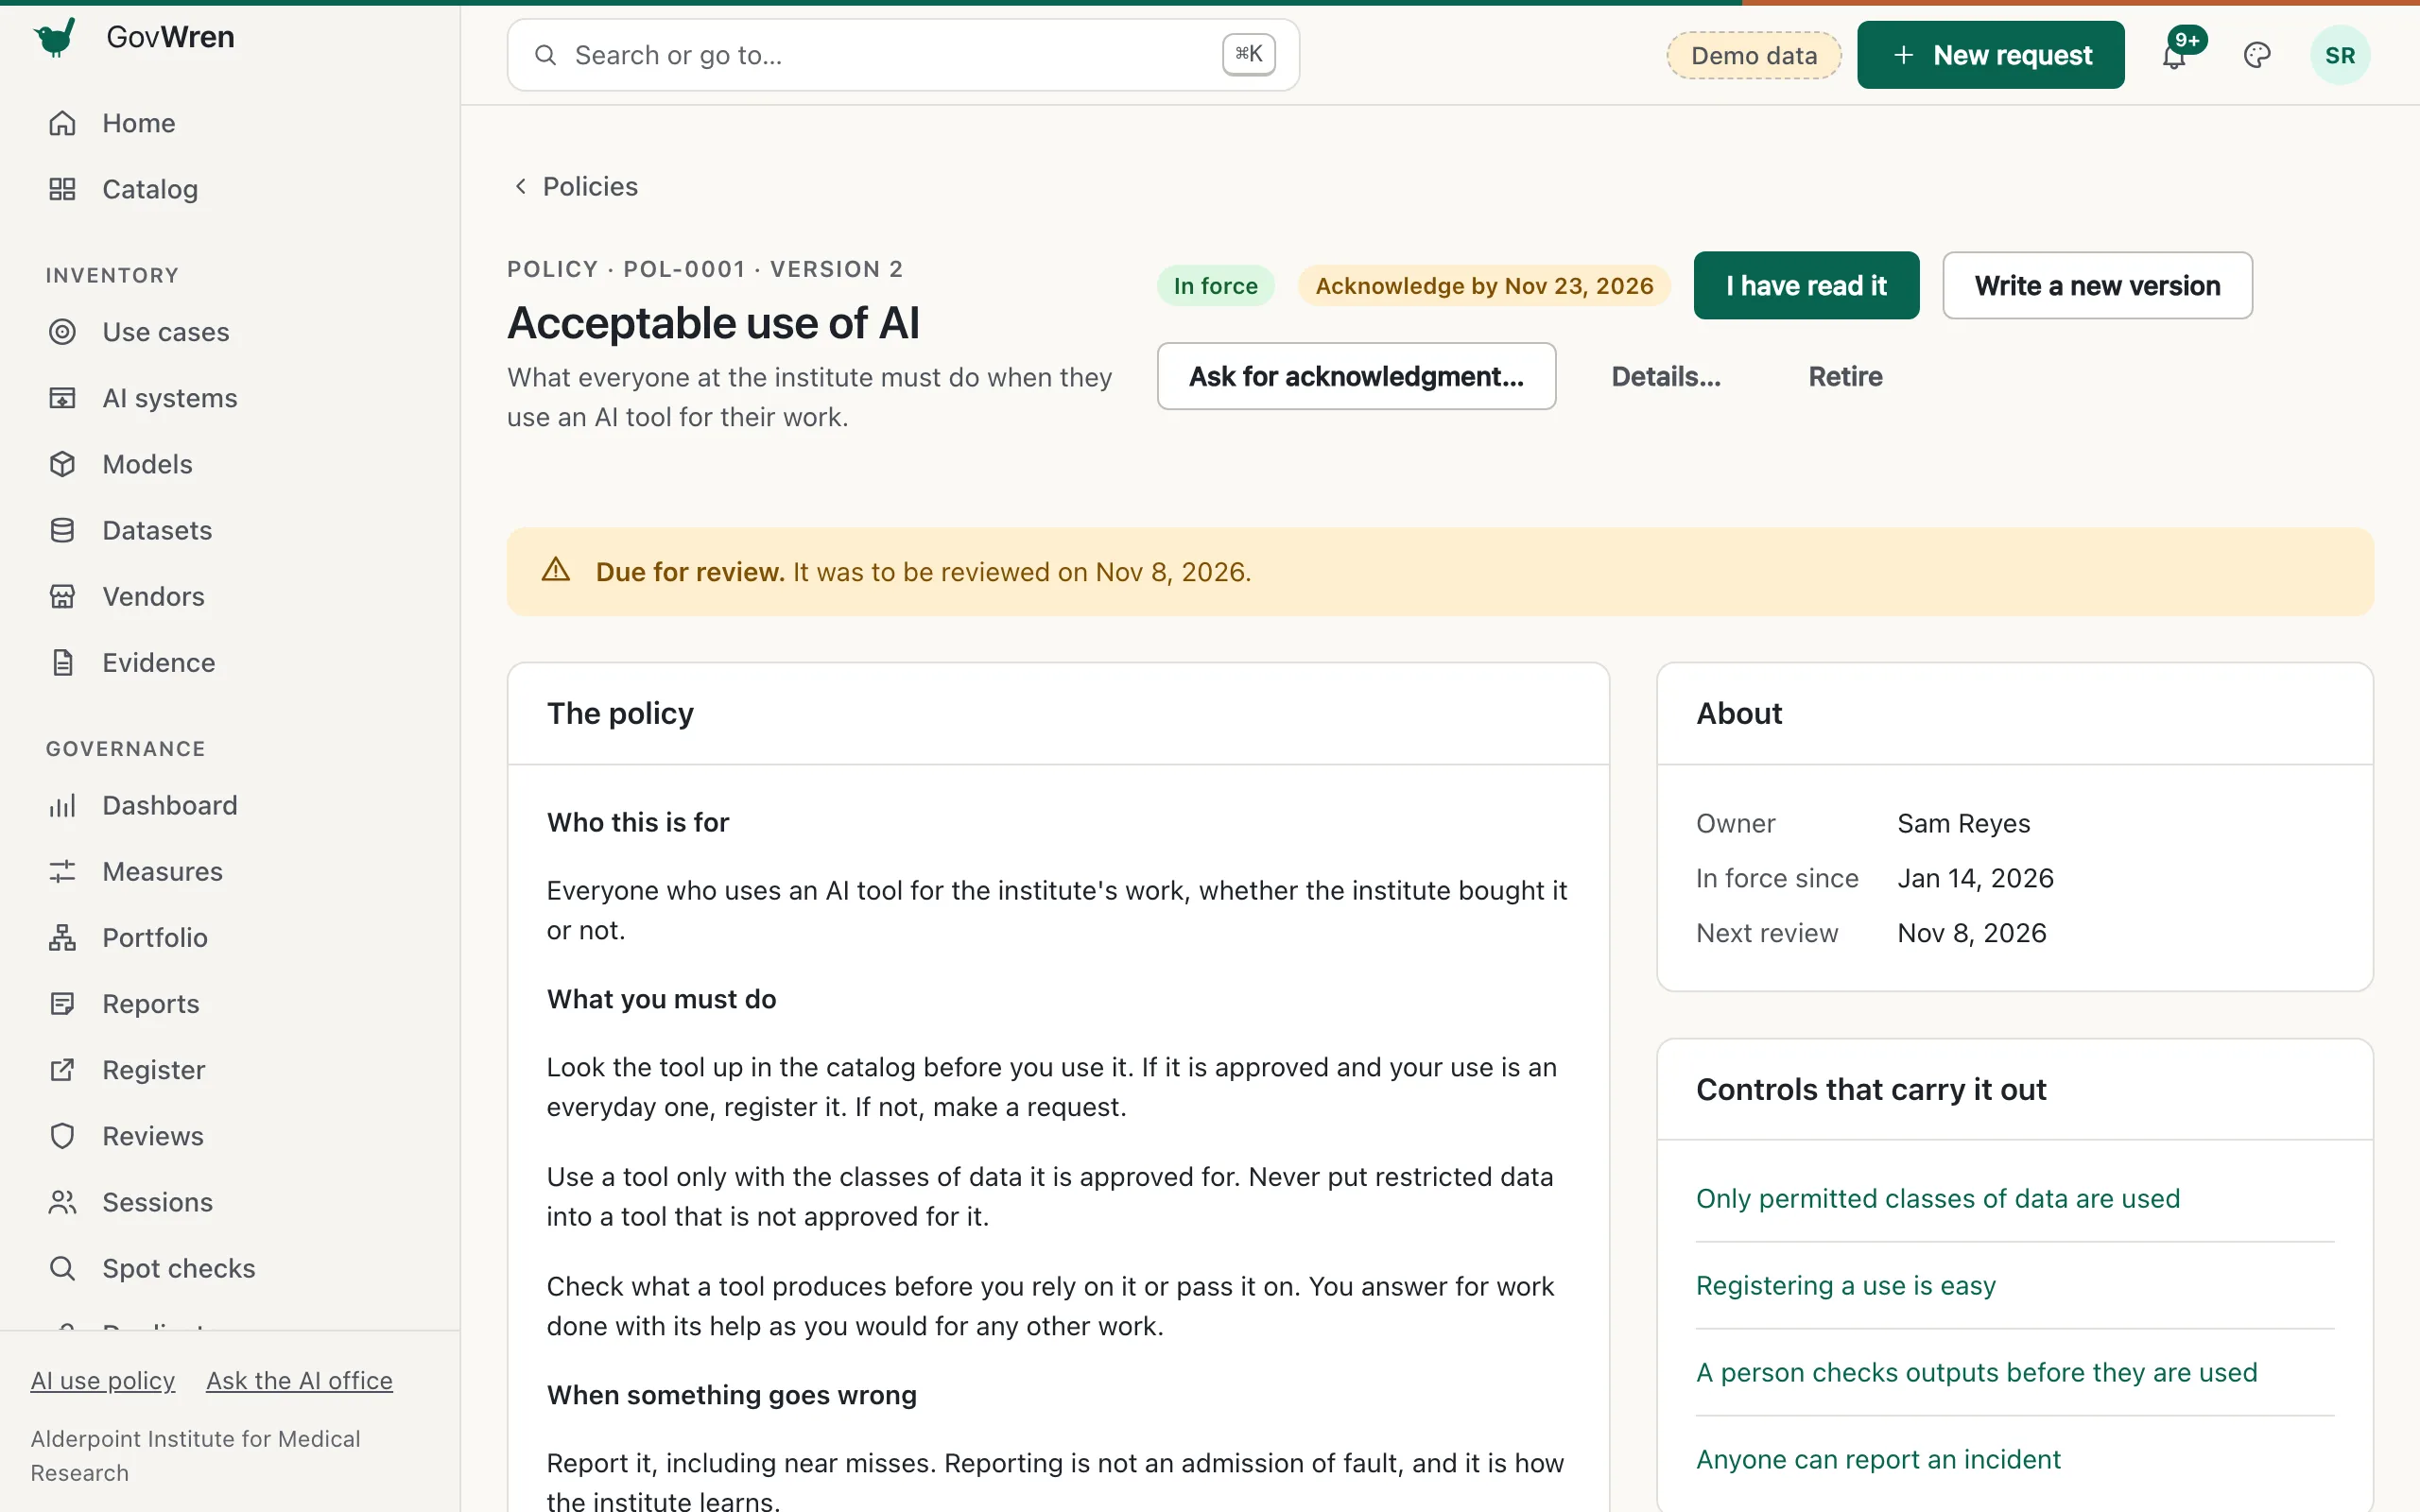 GovWren
Search or go to...
⌘K
Demo data
+ New request
9+
SR
Home
Catalog
INVENTORY
Use cases
AI systems
Models
Datasets
Vendors
Evidence
GOVERNANCE
Dashboard
Measures
Portfolio
Reports
Register
Reviews
Sessions
Spot checks
AI use policy
Ask the AI office
Alderpoint Institute for Medical
Research
Policies
POLICY · POL-0001 · VERSION 2
Acceptable use of AI
What everyone at the institute must do when they
use an AI tool for their work.
In force
Acknowledge by Nov 23, 2026
I have read it
Write a new version
Ask for acknowledgment...
Details...
Retire
Due for review. It was to be reviewed on Nov 8, 2026.
The policy
Who this is for
Everyone who uses an AI tool for the institute's work, whether the institute bought it
or not.
What you must do
Look the tool up in the catalog before you use it. If it is approved and your use is an
everyday one, register it. If not, make a request.
Use a tool only with the classes of data it is approved for. Never put restricted data
into a tool that is not approved for it.
Check what a tool produces before you rely on it or pass it on. You answer for work
done with its help as you would for any other work.
When something goes wrong
Report it, including near misses. Reporting is not an admission of fault, and it is how
the institute learns.
About
Owner Sam Reyes
In force since Jan 14, 2026
Next review Nov 8, 2026
Controls that carry it out
Only permitted classes of data are used
Registering a use is easy
A person checks outputs before they are used
Anyone can report an incident